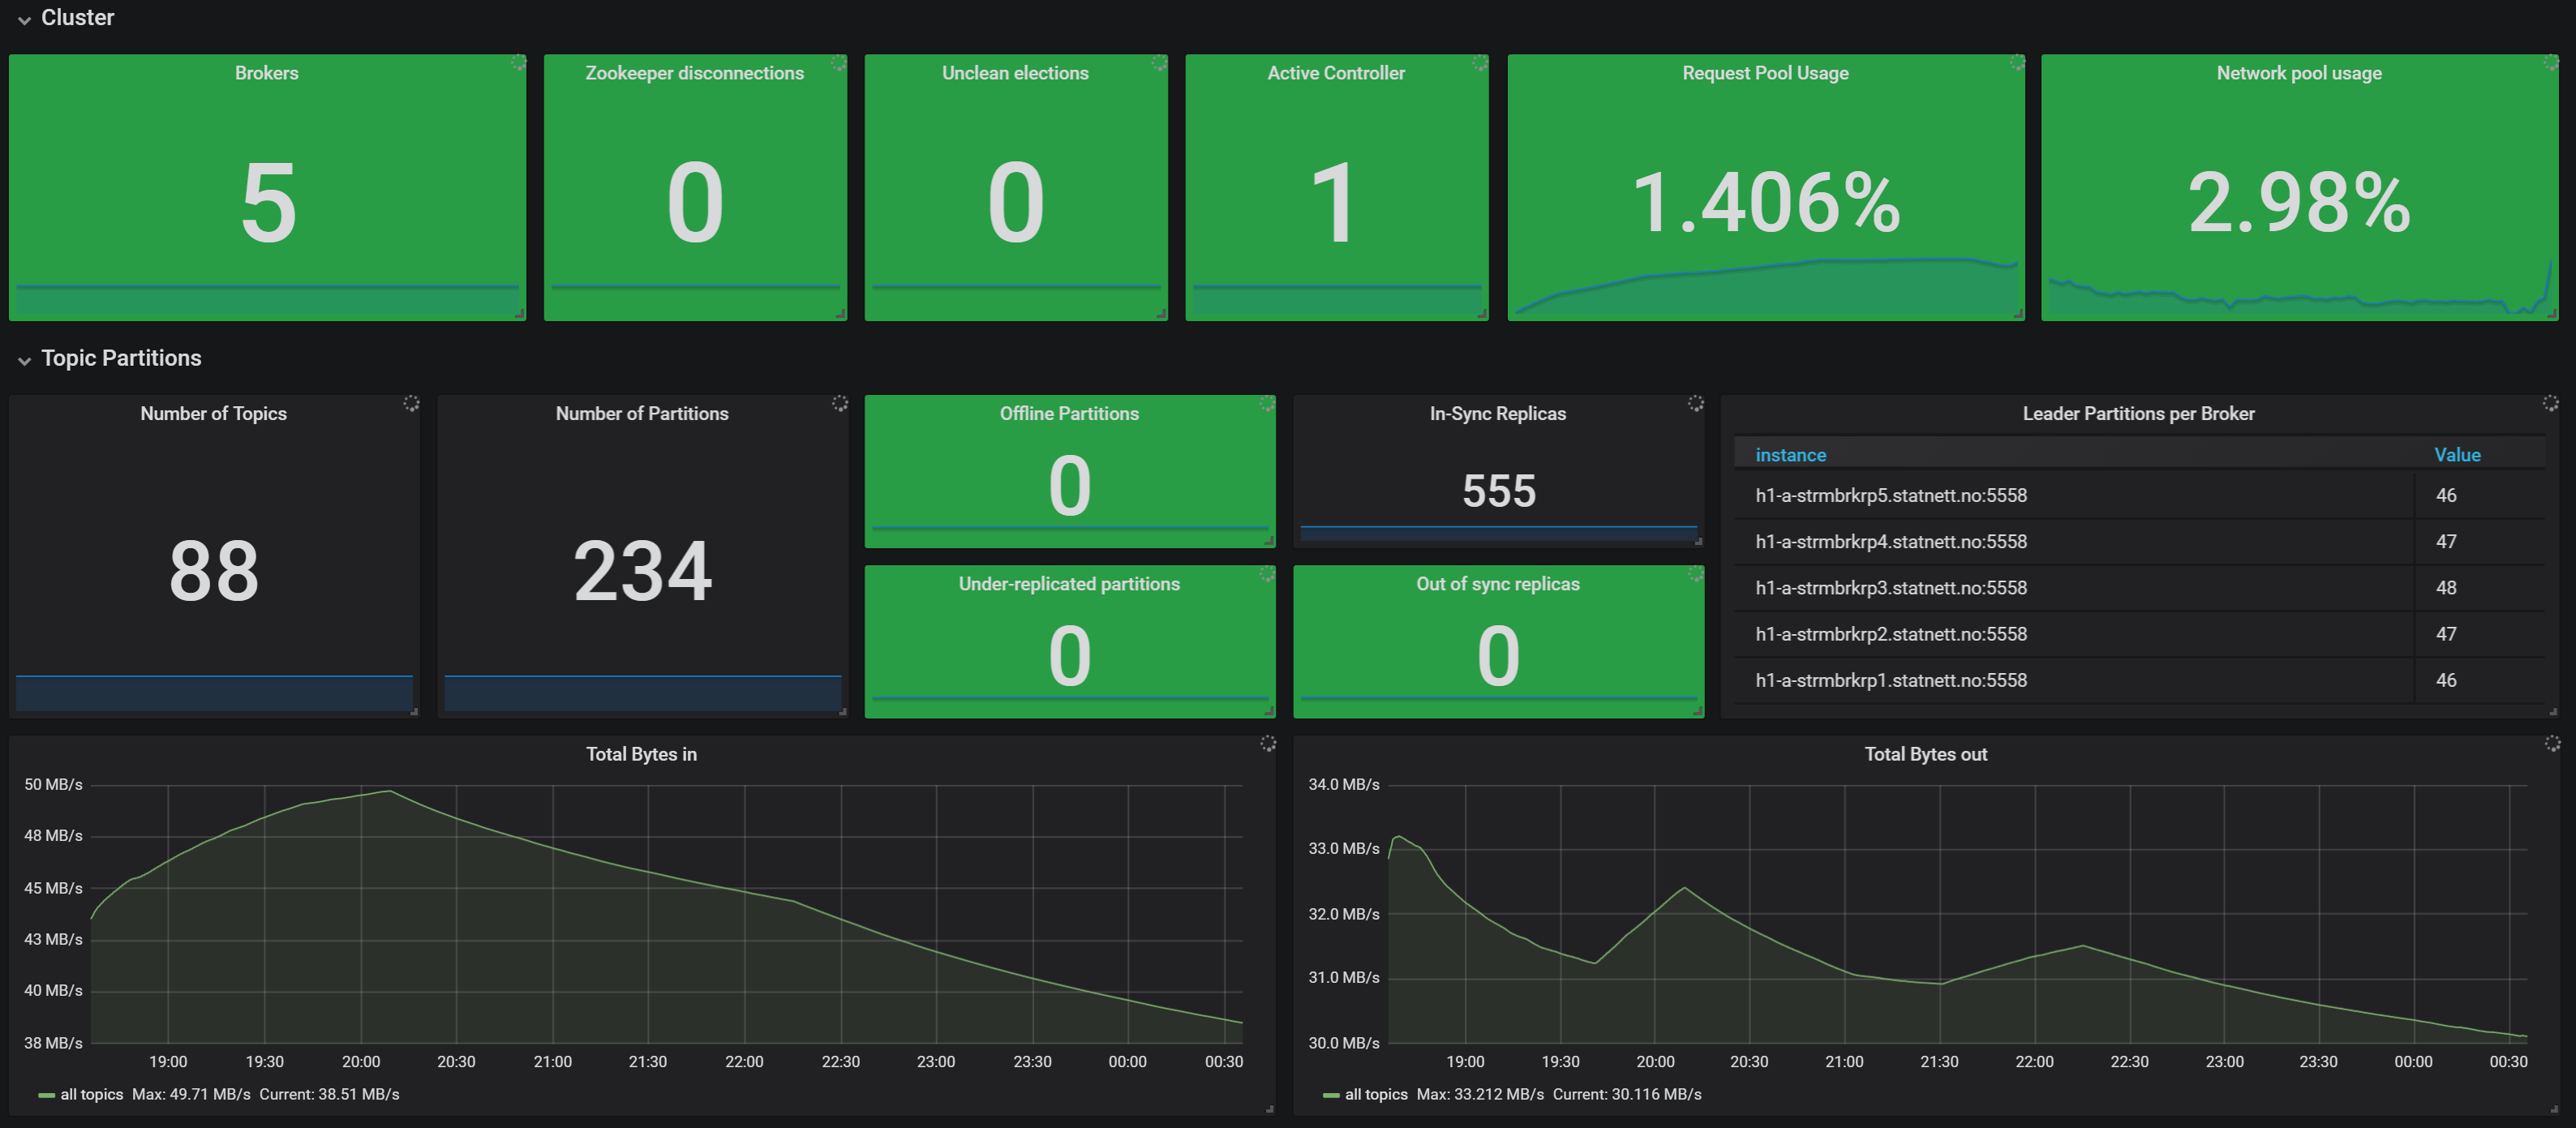 Cluster
Brokers
5
Zookeeper disconnections
0
Unclean elections
0
Active Controller
1
Request Pool Usage
1.406%
Network pool usage
2.98%
Topic Partitions
Number of Topics
88
Number of Partitions
234
Offline Partitions
0
Under-replicated partitions
0
In-Sync Replicas
555
Out of sync replicas
0
Leader Partitions per Broker
instance Value
h1-a-strmbrkrp5.statnett.no:5558 46
h1-a-strmbrkrp4.statnett.no:5558 47
h1-a-strmbrkrp3.statnett.no:5558 48
h1-a-strmbrkrp2.statnett.no:5558 47
h1-a-strmbrkrp1.statnett.no:5558 46
Total Bytes in
50 MB/s
48 MB/s
45 MB/s
43 MB/s
40 MB/s
38 MB/s
19:00 19:30 20:00 20:30 21:00 21:30 22:00 22:30 23:00 23:30 00:00 00:30
all topics Max: 49.71 MB/s Current: 38.51 MB/s
Total Bytes out
34.0 MB/s
33.0 MB/s
32.0 MB/s
31.0 MB/s
30.0 MB/s
19:00 19:30 20:00 20:30 21:00 21:30 22:00 22:30 23:00 23:30 00:00 00:30
all topics Max: 33.212 MB/s Current: 30.116 MB/s